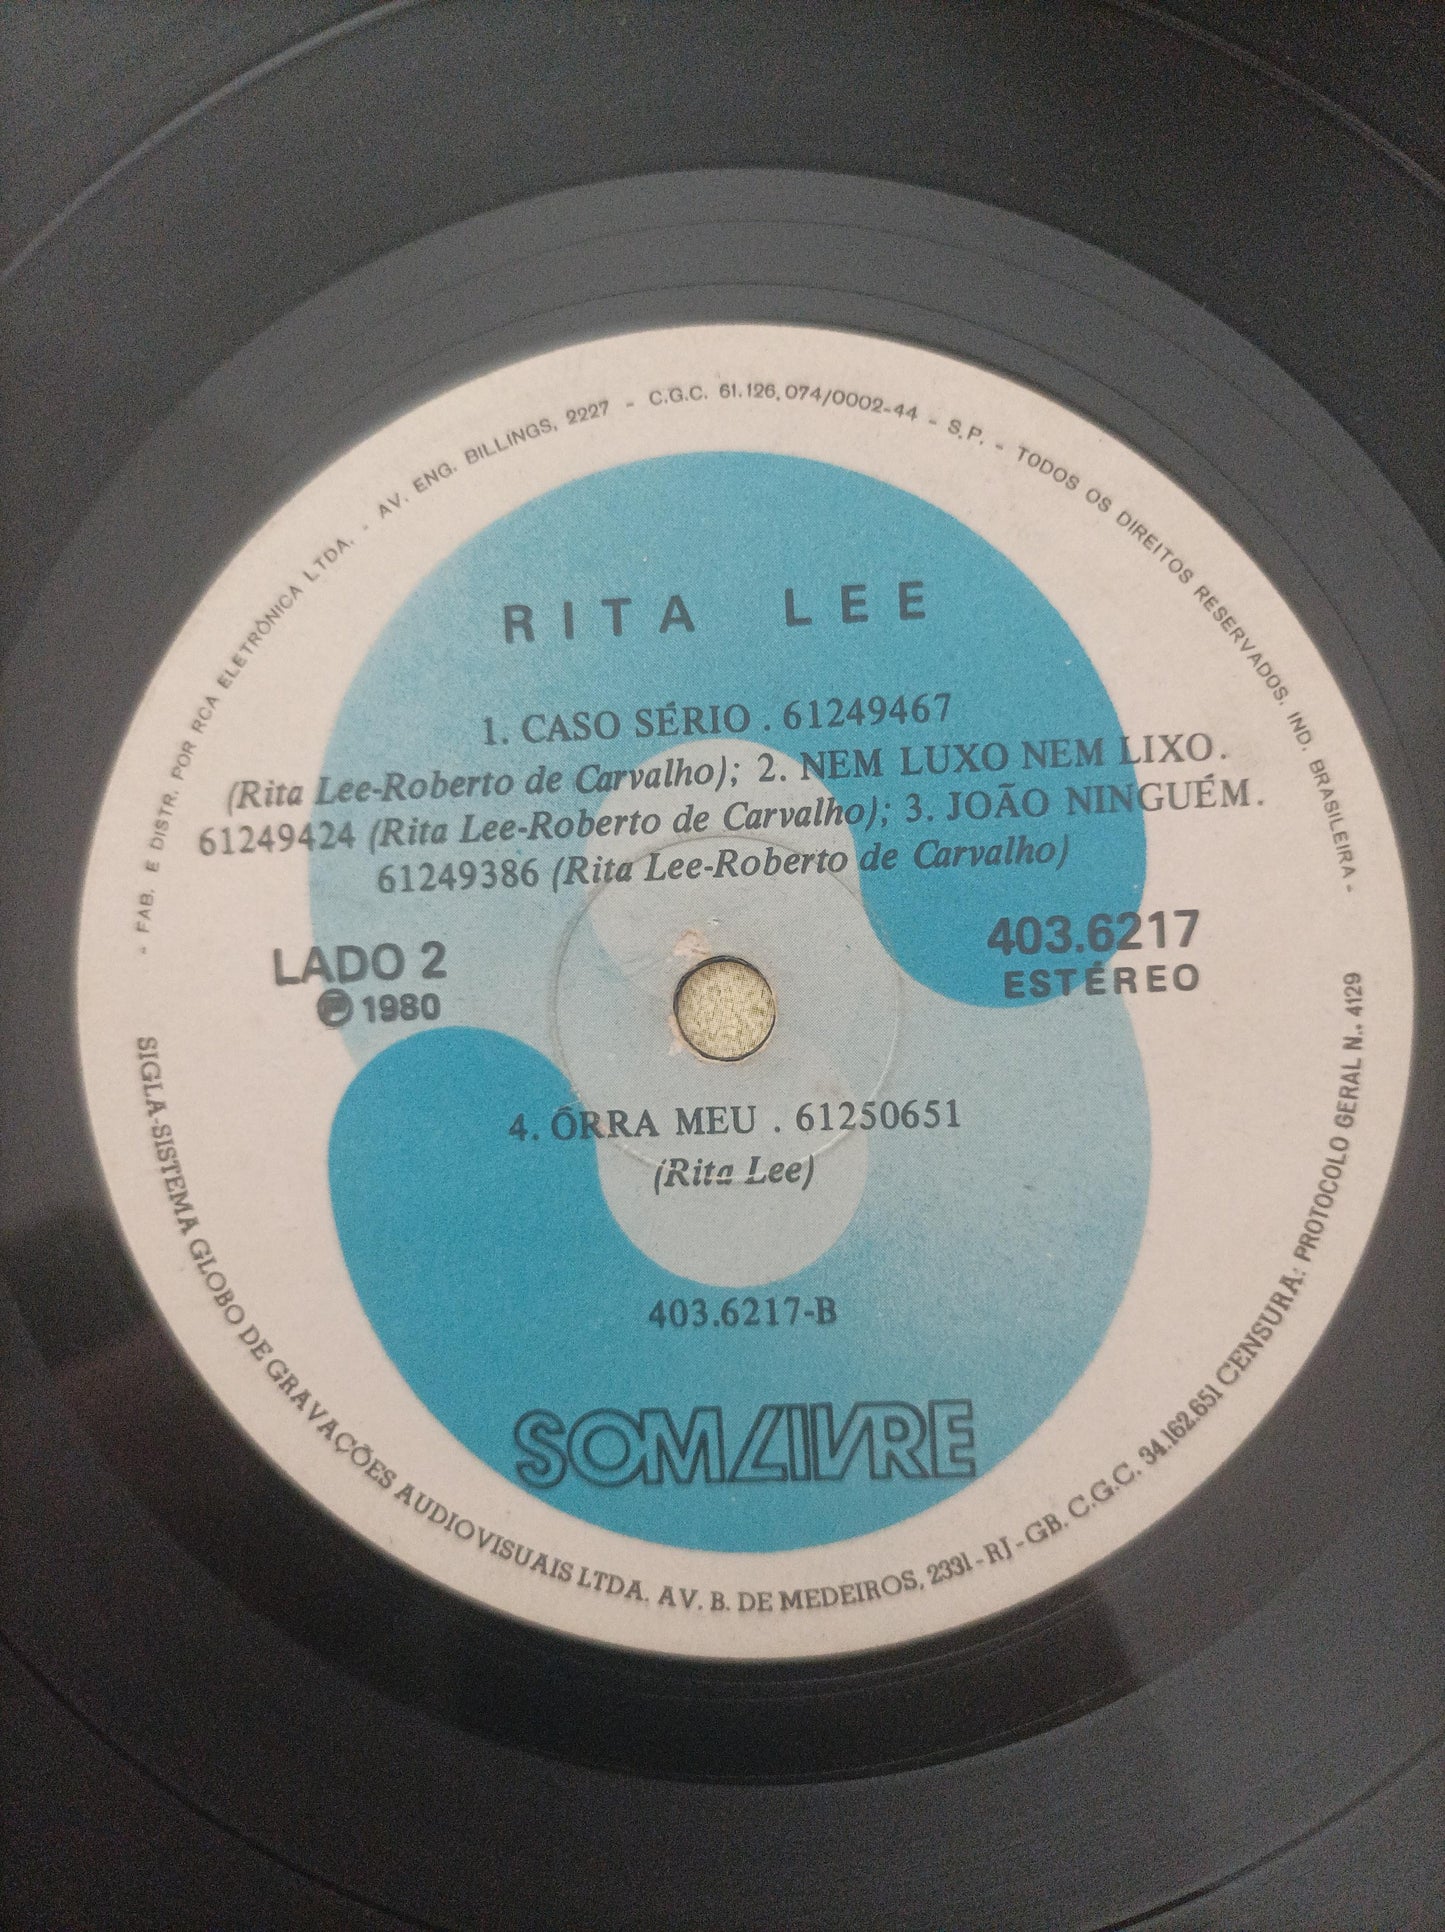 - FAB. E DISTR. POR RCA ELETRÔNICA LTDA. - AV. ENG. BILLINGS, 2227 - C.G.C. 61.126.074/0002-44 - S.P. - TODOS OS DIREITOS RESERVADOS. IND. BRASILEIRA -
RITA LEE
1. CASO SÉRIO . 61249467
(Rita Lee-Roberto de Carvalho); 2. NEM LUXO NEM LIXO.
61249424 (Rita Lee-Roberto de Carvalho); 3. JOÃO NINGUÉM.
61249386 (Rita Lee-Roberto de Carvalho)
LADO 2
℗ 1980
403.6217
ESTÉREO
4. ÔRRA MEU . 61250651
(Rita Lee)
403.6217-B
SOM LIVRE
SIGLA-SISTEMA GLOBO DE GRAVAÇÕES AUDIOVISUAIS LTDA. AV. B. DE MEDEIROS, 2331 - RJ - GB. C.G.C. 34.162.651 CENSURA: PROTOCOLO GERAL N.º 4129